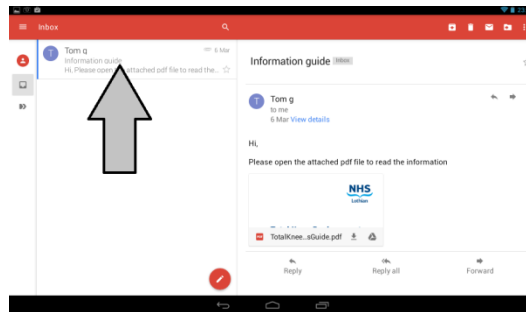 Inbox
Tom g
6 Mar
Information guide
Hi, Please open the attached pdf file to read the...
Information guide Inbox
T
Tom g
to me
6 Mar View details
Hi,
Please open the attached pdf file to read the information
NHS
Lothian
TotalKnee...sGuide.pdf
Reply
Reply all
Forward